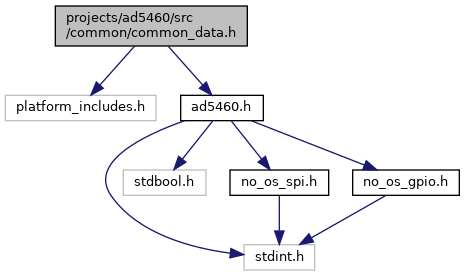 projects/ad5460/src
/common/common_data.h
platform_includes.h
ad5460.h
stdbool.h
no_os_spi.h
no_os_gpio.h
stdint.h